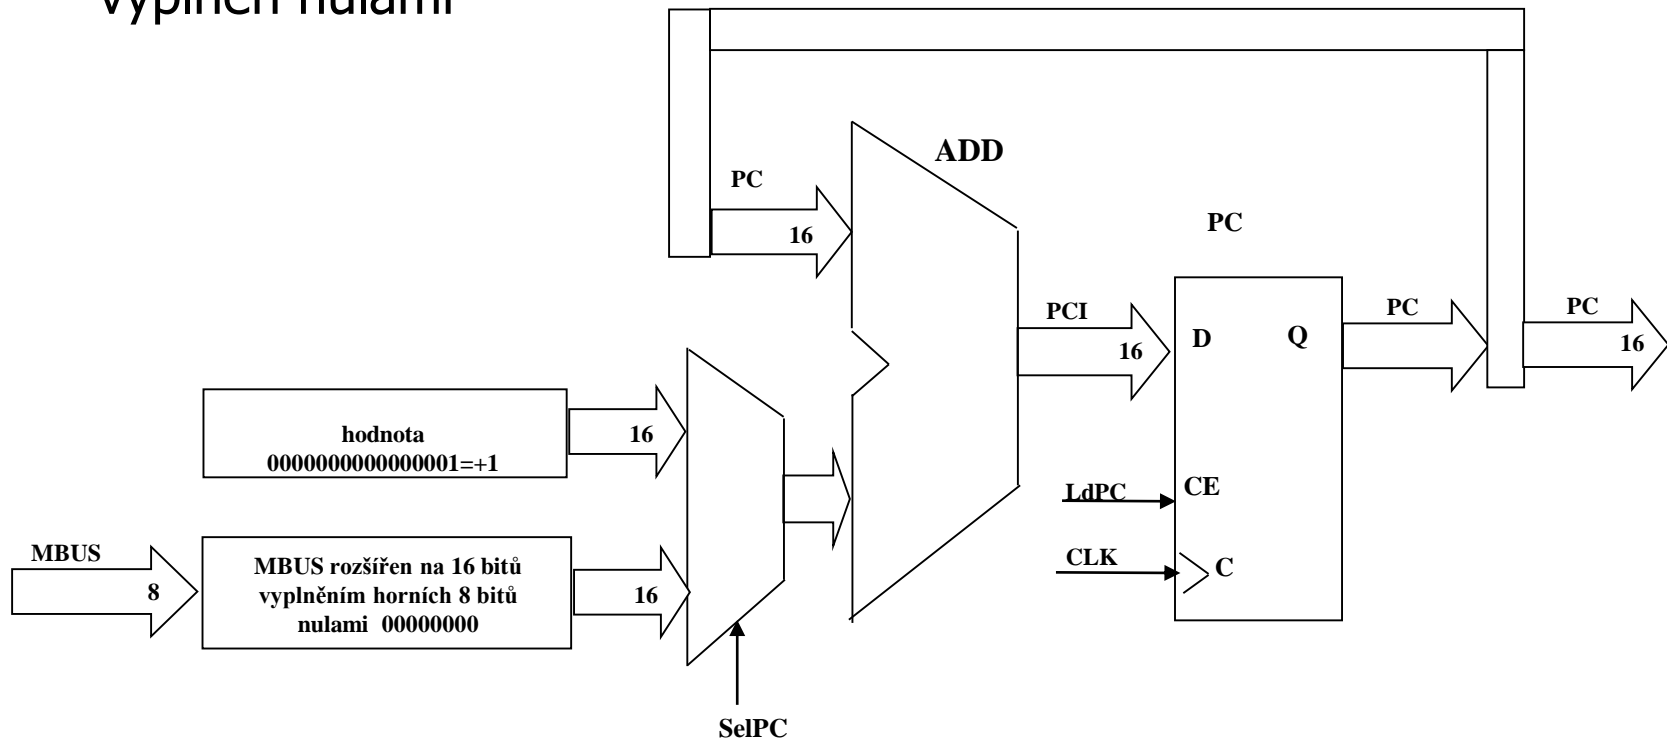 vyplněn nulami
ADD
PC
16
PC
PCI
16
D
Q
PC
PC
16
hodnota
0000000000000001=+1
16
LdPC
CE
MBUS
8
MBUS rozšířen na 16 bitů
vyplněním horních 8 bitů
nulami 00000000
16
CLK
C
SelPC